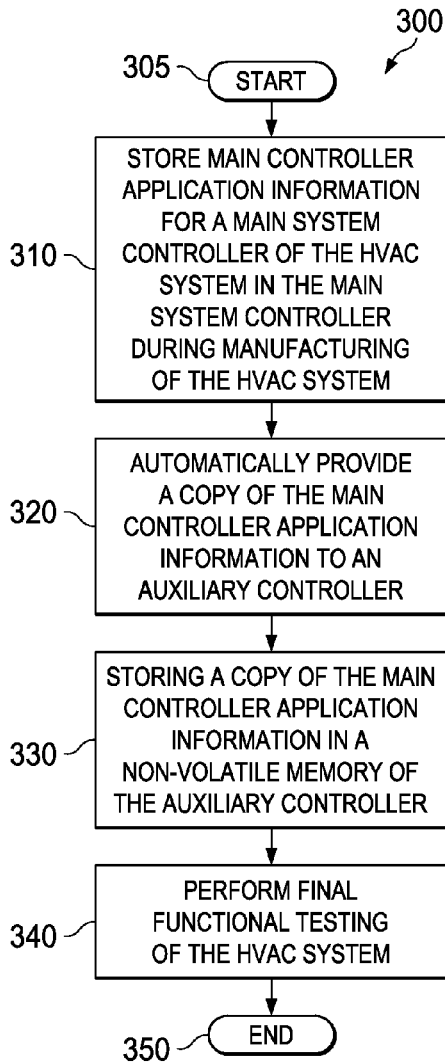 300
305
START
STORE MAIN CONTROLLER
APPLICATION INFORMATION
FOR A MAIN SYSTEM
CONTROLLER OF THE HVAC
SYSTEM IN THE MAIN
SYSTEM CONTROLLER
DURING MANUFACTURING
OF THE HVAC SYSTEM
310
AUTOMATICALLY PROVIDE
A COPY OF THE MAIN
CONTROLLER APPLICATION
INFORMATION TO AN
AUXILIARY CONTROLLER
320
STORING A COPY OF THE MAIN
CONTROLLER APPLICATION
INFORMATION IN A
NON-VOLATILE MEMORY OF
THE AUXILIARY CONTROLLER
330
PERFORM FINAL
FUNCTIONAL TESTING
OF THE HVAC SYSTEM
340
END
350